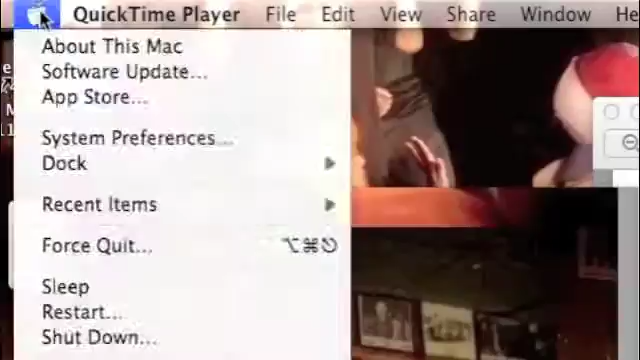 QuickTime Player File Edit View Share Window He
About This Mac
Software Update...
App Store...
System Preferences...
Dock
Recent Items
Force Quit... ⌥⌘⎋
Sleep
Restart...
Shut Down...